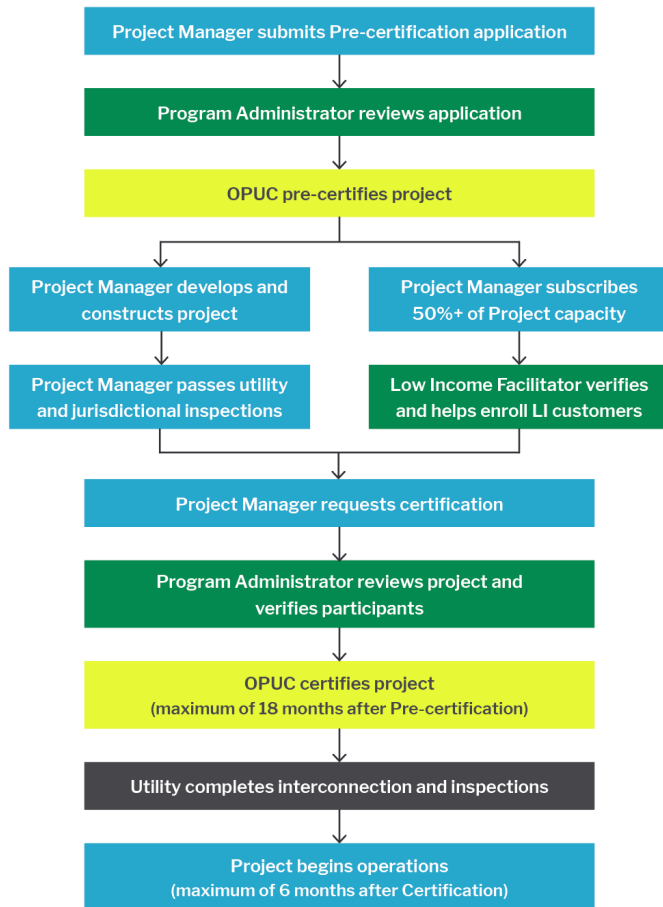 Project Manager submits Pre-certification application
Program Administrator reviews application
OPUC pre-certifies project
Project Manager develops and
constructs project
Project Manager subscribes
50%+ of Project capacity
Project Manager passes utility
and jurisdictional inspections
Low Income Facilitator verifies
and helps enroll LI customers
Project Manager requests certification
Program Administrator reviews project and
verifies participants
OPUC certifies project
(maximum of 18 months after Pre-certification)
Utility completes interconnection and inspections
Project begins operations
(maximum of 6 months after Certification)